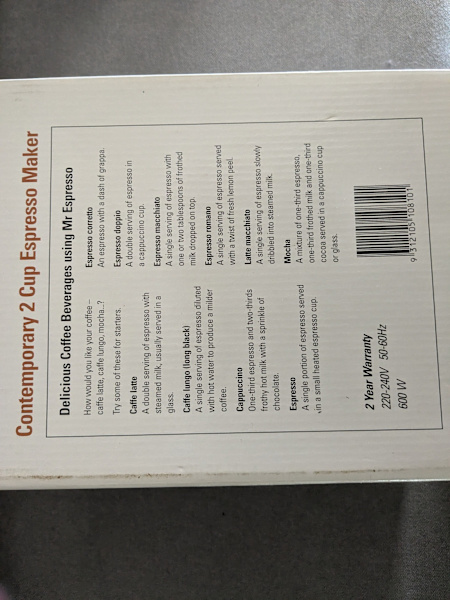 Contemporary 2 Cup Espresso Maker
Delicious Coffee Beverages using Mr Espresso
How would you like your coffee –
caffe latte, caffe lungo, mocha...?
Try some of these for starters.
Caffe latte
A double serving of espresso with
steamed milk, usually served in a
glass.
Caffe lungo (long black)
A single serving of espresso diluted
with hot water to produce a milder
coffee.
Cappuccino
One-third espresso and two-thirds
frothy hot milk with a sprinkle of
chocolate.
Espresso
A single portion of espresso served
in a small heated espresso cup.
Espresso corretto
An espresso with a dash of grappa.
Espresso doppio
A double serving of espresso in
a cappuccino cup.
Espresso macchiato
A single serving of espresso with
one or two tablespoons of frothed
milk dropped on top.
Espresso romano
A single serving of espresso served
with a twist of fresh lemon peel.
Latte macchiato
A single serving of espresso slowly
dribbled into steamed milk.
Mocha
A mixture of one-third espresso,
one-third frothed milk and one-third
cocoa served in a cappuccino cup
or glass.
2 Year Warranty
220-240V 50-60Hz
600 W
9 312105 108101